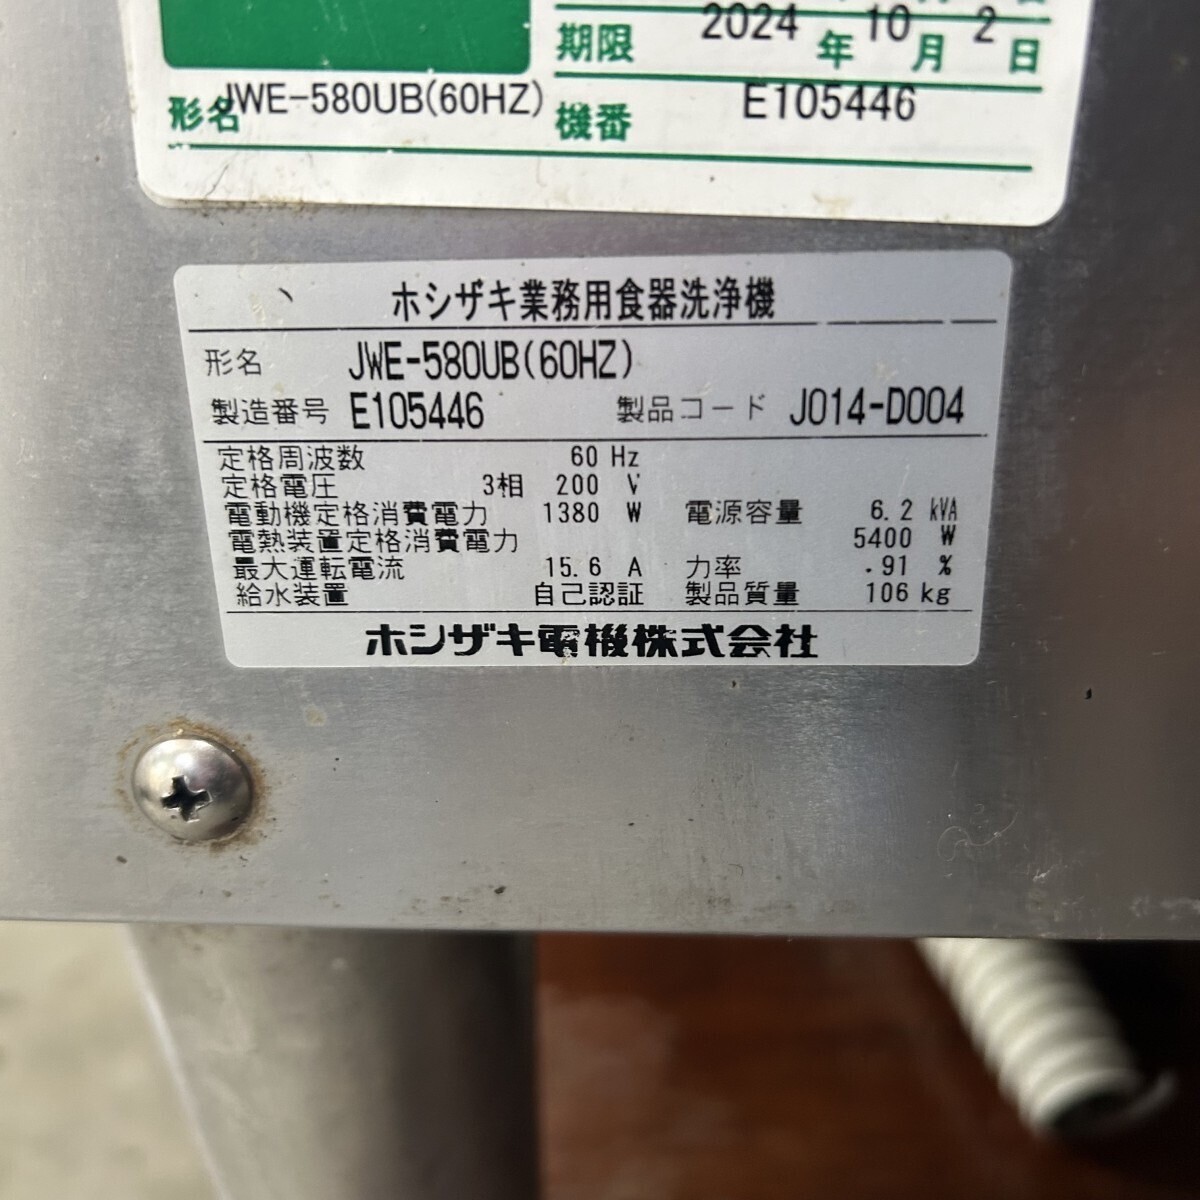 期限 2024 年 10 月 2 日
形名 JWE-580UB(60HZ) 機番 E105446
ホシザキ業務用食器洗浄機
形名 JWE-580UB(60HZ)
製造番号 E105446 製品コード J014-D004
定格周波数 60 Hz
定格電圧 3相 200 V
電動機定格消費電力 1380 W 電源容量 6.2 kVA
電熱装置定格消費電力 5400 W
最大運転電流 15.6 A 力率 .91 %
給水装置 自己認証 製品質量 106 kg
ホシザキ電機株式会社